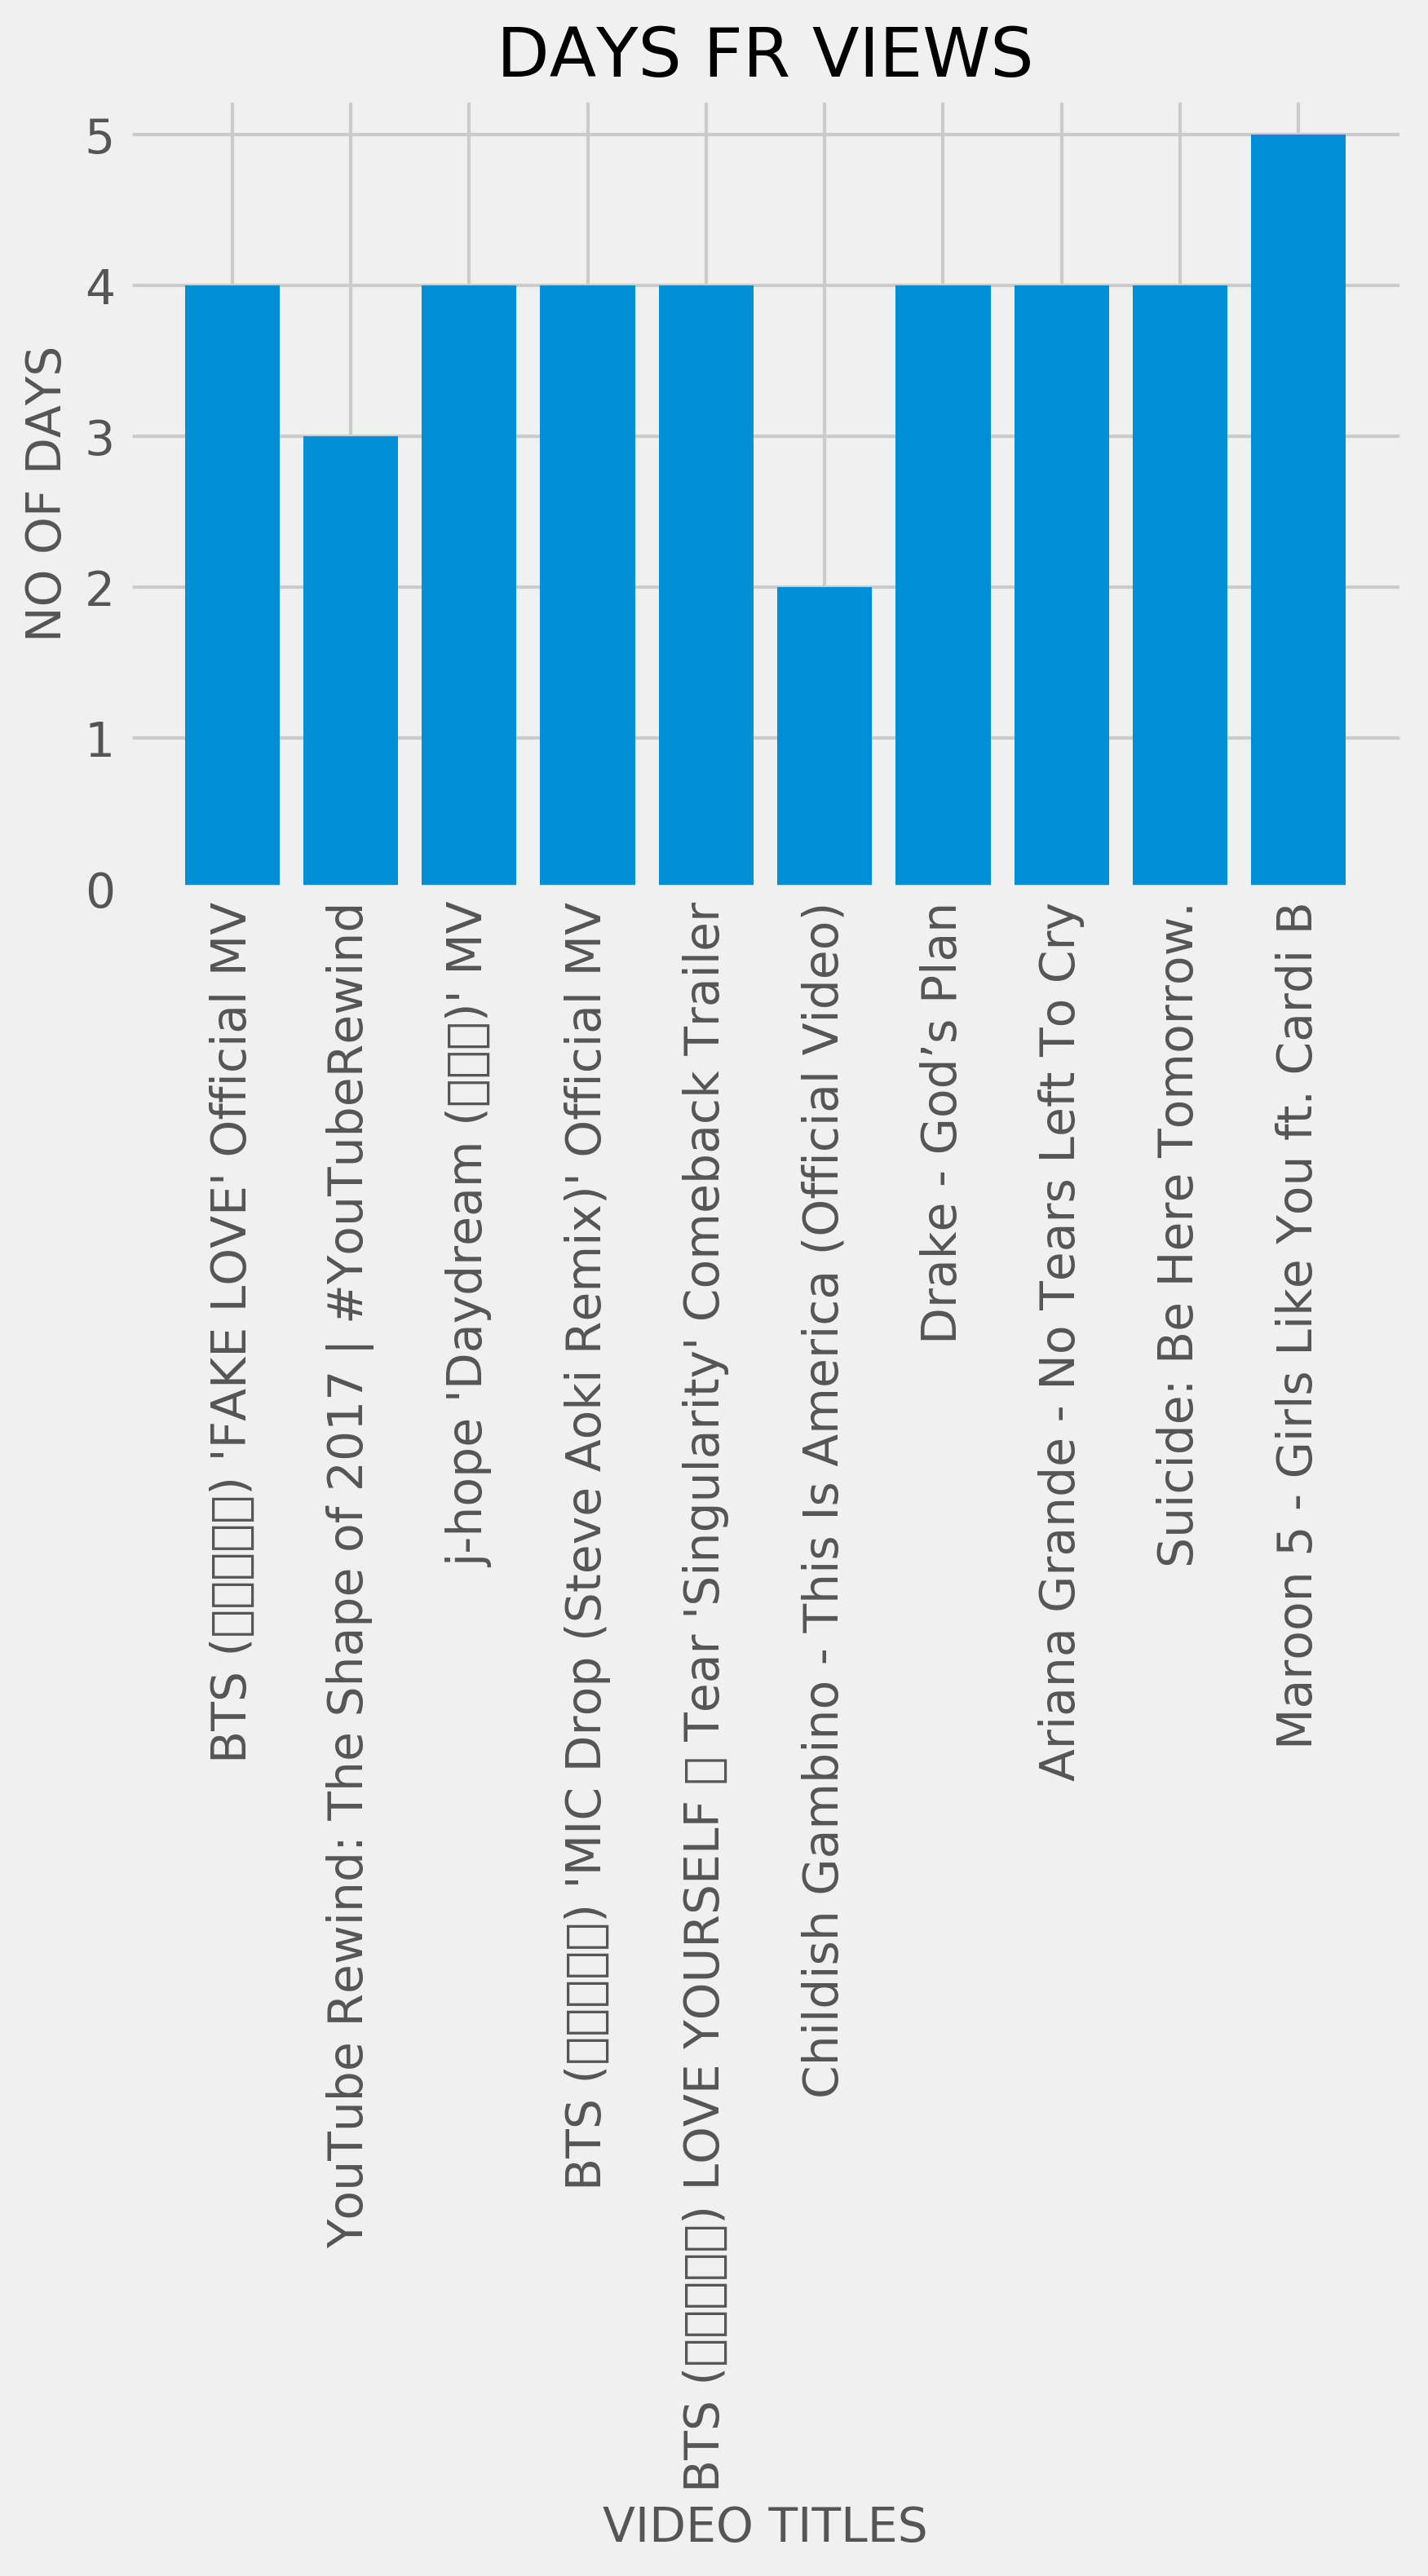 DAYS FR VIEWS
NO OF DAYS
5
4
3
2
1
0
BTS (□□□□□) 'FAKE LOVE' Official MV
YouTube Rewind: The Shape of 2017 | #YouTubeRewind
j-hope 'Daydream (□□□)' MV
BTS (□□□□□) 'MIC Drop (Steve Aoki Remix)' Official MV
BTS (□□□□□) LOVE YOURSELF □ Tear 'Singularity' Comeback Trailer
Childish Gambino - This Is America (Official Video)
Drake - God’s Plan
Ariana Grande - No Tears Left To Cry
Suicide: Be Here Tomorrow.
Maroon 5 - Girls Like You ft. Cardi B
VIDEO TITLES